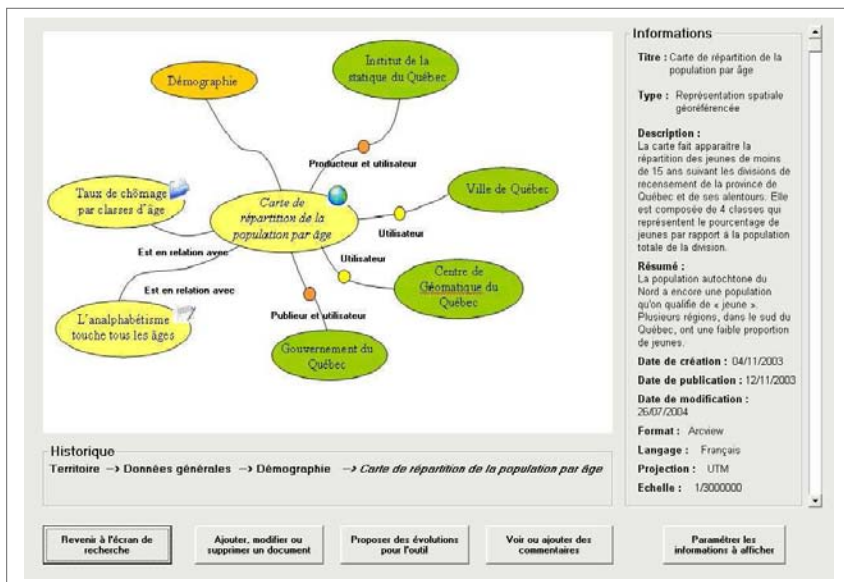 Institut de la
statique du Québec
Démographie
Producteur et utilisateur
Taux de chômage
par classes d'âge
Carte de
répartition de la
population par âge
Ville de Québec
Utilisateur
Est en relation avec
Utilisateur
Centre de
Géomatique du
Québec
Est en relation avec
Publieur et utilisateur
L'analphabétisme
touche tous les âges
Gouvernement du
Québec
Historique
Territoire --> Données générales --> Démographie --> Carte de répartition de la population par âge
Informations
Titre : Carte de répartition de la
population par âge
Type : Représentation spatiale
géoréférencée
Description :
La carte fait apparaître la
répartition des jeunes de moins
de 15 ans suivant les divisions de
recensement de la province de
Québec et de ses alentours. Elle
est composée de 4 classes qui
représentent le pourcentage de
jeunes par rapport à la population
totale de la division.
Résumé :
La population autochtone du
Nord a encore une population
qu'on qualifie de « jeune ».
Plusieurs régions, dans le sud du
Québec, ont une faible proportion
de jeunes.
Date de création : 04/11/2003
Date de publication : 12/11/2003
Date de modification :
26/07/2004
Format : Arcview
Langage : Français
Projection : UTM
Echelle : 1/3000000
Revenir à l'écran de
recherche
Ajouter, modifier ou
supprimer un document
Proposer des évolutions
pour l'outil
Voir ou ajouter des
commentaires
Paramétrer les
informations à afficher